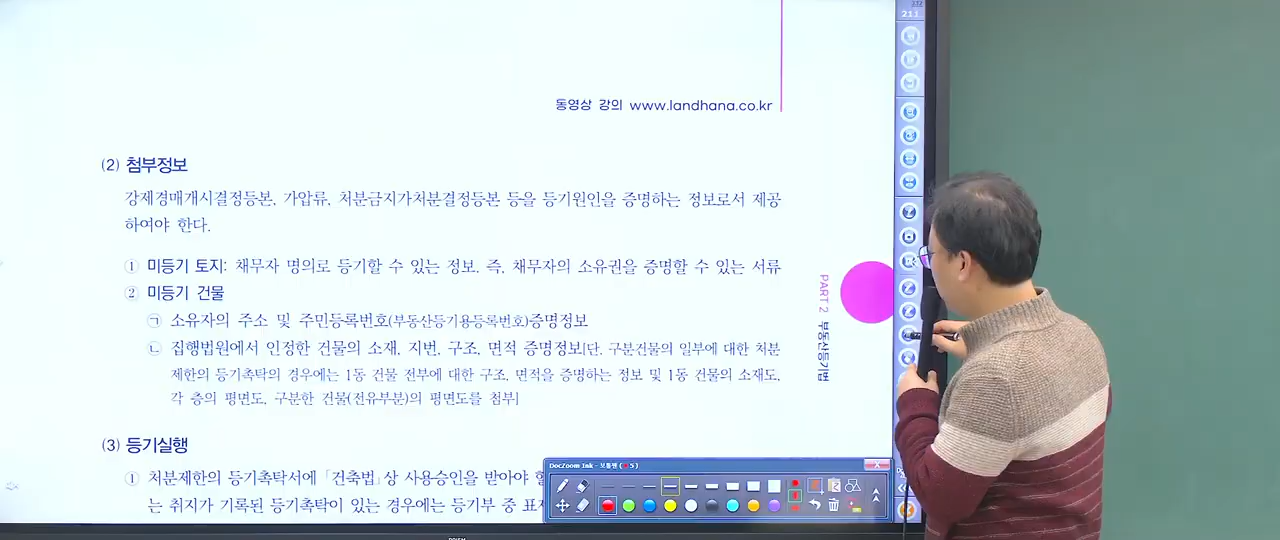 232
211
동영상 강의 www.landhana.co.kr
(2) 첨부정보
강제경매개시결정등본, 가압류, 처분금지가처분결정등본 등을 등기원인을 증명하는 정보로서 제공
하여야 한다.
① 미등기 토지: 채무자 명의로 등기할 수 있는 정보, 즉, 채무자의 소유권을 증명할 수 있는 서류
② 미등기 건물
㉠ 소유자의 주소 및 주민등록번호(부동산등기용등록번호)증명정보
㉡ 집행법원에서 인정한 건물의 소재, 지번, 구조, 면적 증명정보[단, 구분건물의 일부에 대한 처분
제한의 등기촉탁의 경우에는 1동 건물 전부에 대한 구조, 면적을 증명하는 정보 및 1동 건물의 소재도,
각 층의 평면도, 구분한 건물(전유부분)의 평면도를 첨부]
PART 2 부동산등기법
(3) 등기실행
① 처분제한의 등기촉탁서에 「건축법」상 사용승인을 받아야 할
는 취지가 기록된 등기촉탁이 있는 경우에는 등기부 중 표제
DocZoom Ink - 보통펜 ( 5 )